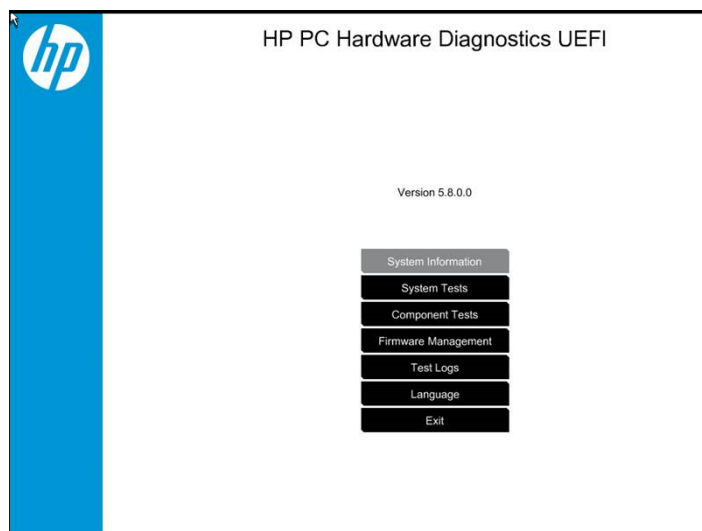 hp
HP PC Hardware Diagnostics UEFI
Version 5.8.0.0
System Information
System Tests
Component Tests
Firmware Management
Test Logs
Language
Exit